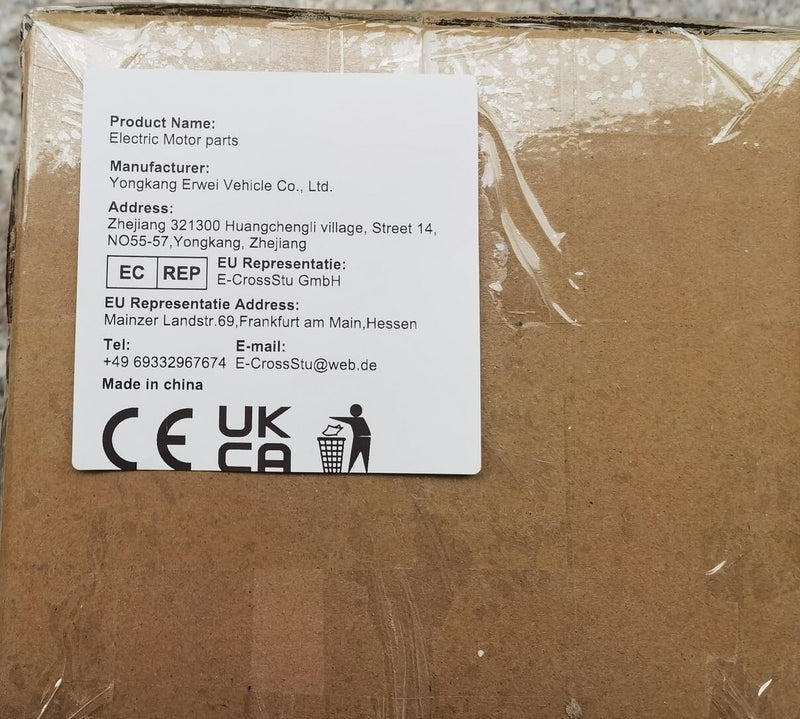 Product Name:
Electric Motor parts
Manufacturer:
Yongkang Erwei Vehicle Co., Ltd.
Address:
Zhejiang 321300 Huangchengli village, Street 14,
NO55-57,Yongkang, Zhejiang
EC REP
EU Representatie:
E-CrossStu GmbH
EU Representatie Address:
Mainzer Landstr.69,Frankfurt am Main,Hessen
Tel: E-mail:
+49 69332967674 E-CrossStu@web.de
Made in china
CE UK
CA